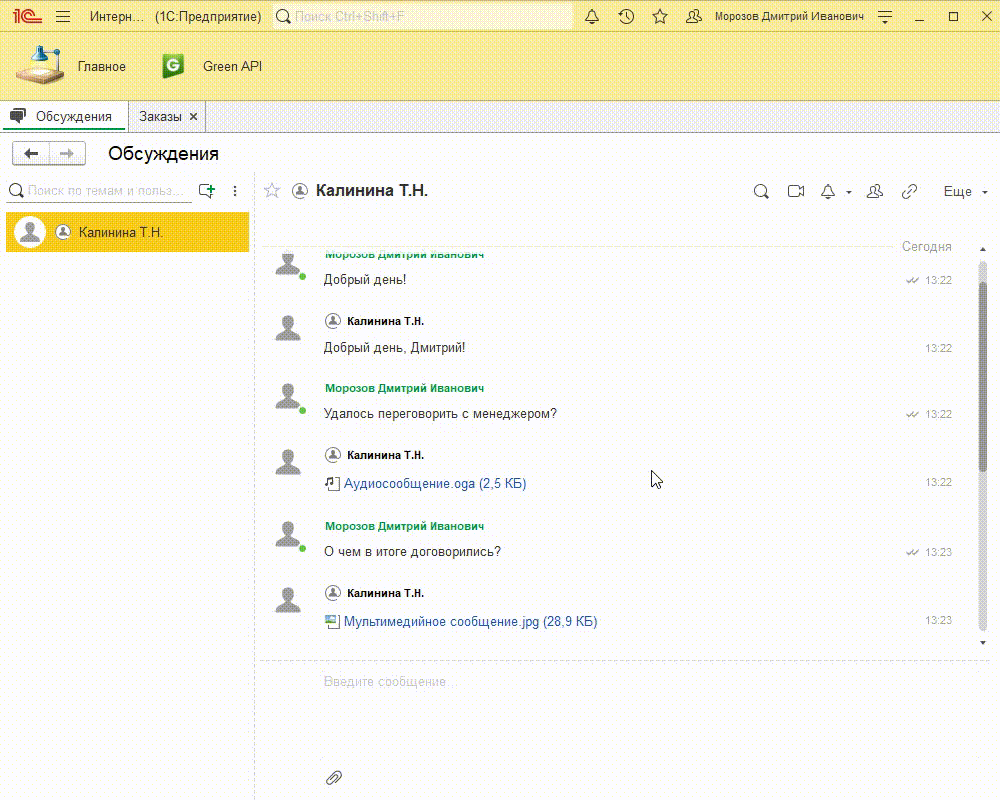 1С Интерн... (1С:Предприятие) Поиск Ctrl+Shift+F Морозов Дмитрий Иванович
Главное Green API
Обсуждения Заказы
Обсуждения
Поиск по темам и польз...
Калинина Т.Н. Еще
Калинина Т.Н.
Сегодня
Морозов Дмитрий Иванович
Добрый день! 13:22
Калинина Т.Н.
Добрый день, Дмитрий! 13:22
Морозов Дмитрий Иванович
Удалось переговорить с менеджером? 13:22
Калинина Т.Н.
Аудиосообщение.oga (2,5 КБ) 13:22
Морозов Дмитрий Иванович
О чем в итоге договорились? 13:23
Калинина Т.Н.
Мультимедийное сообщение.jpg (28,9 КБ) 13:23
Введите сообщение...